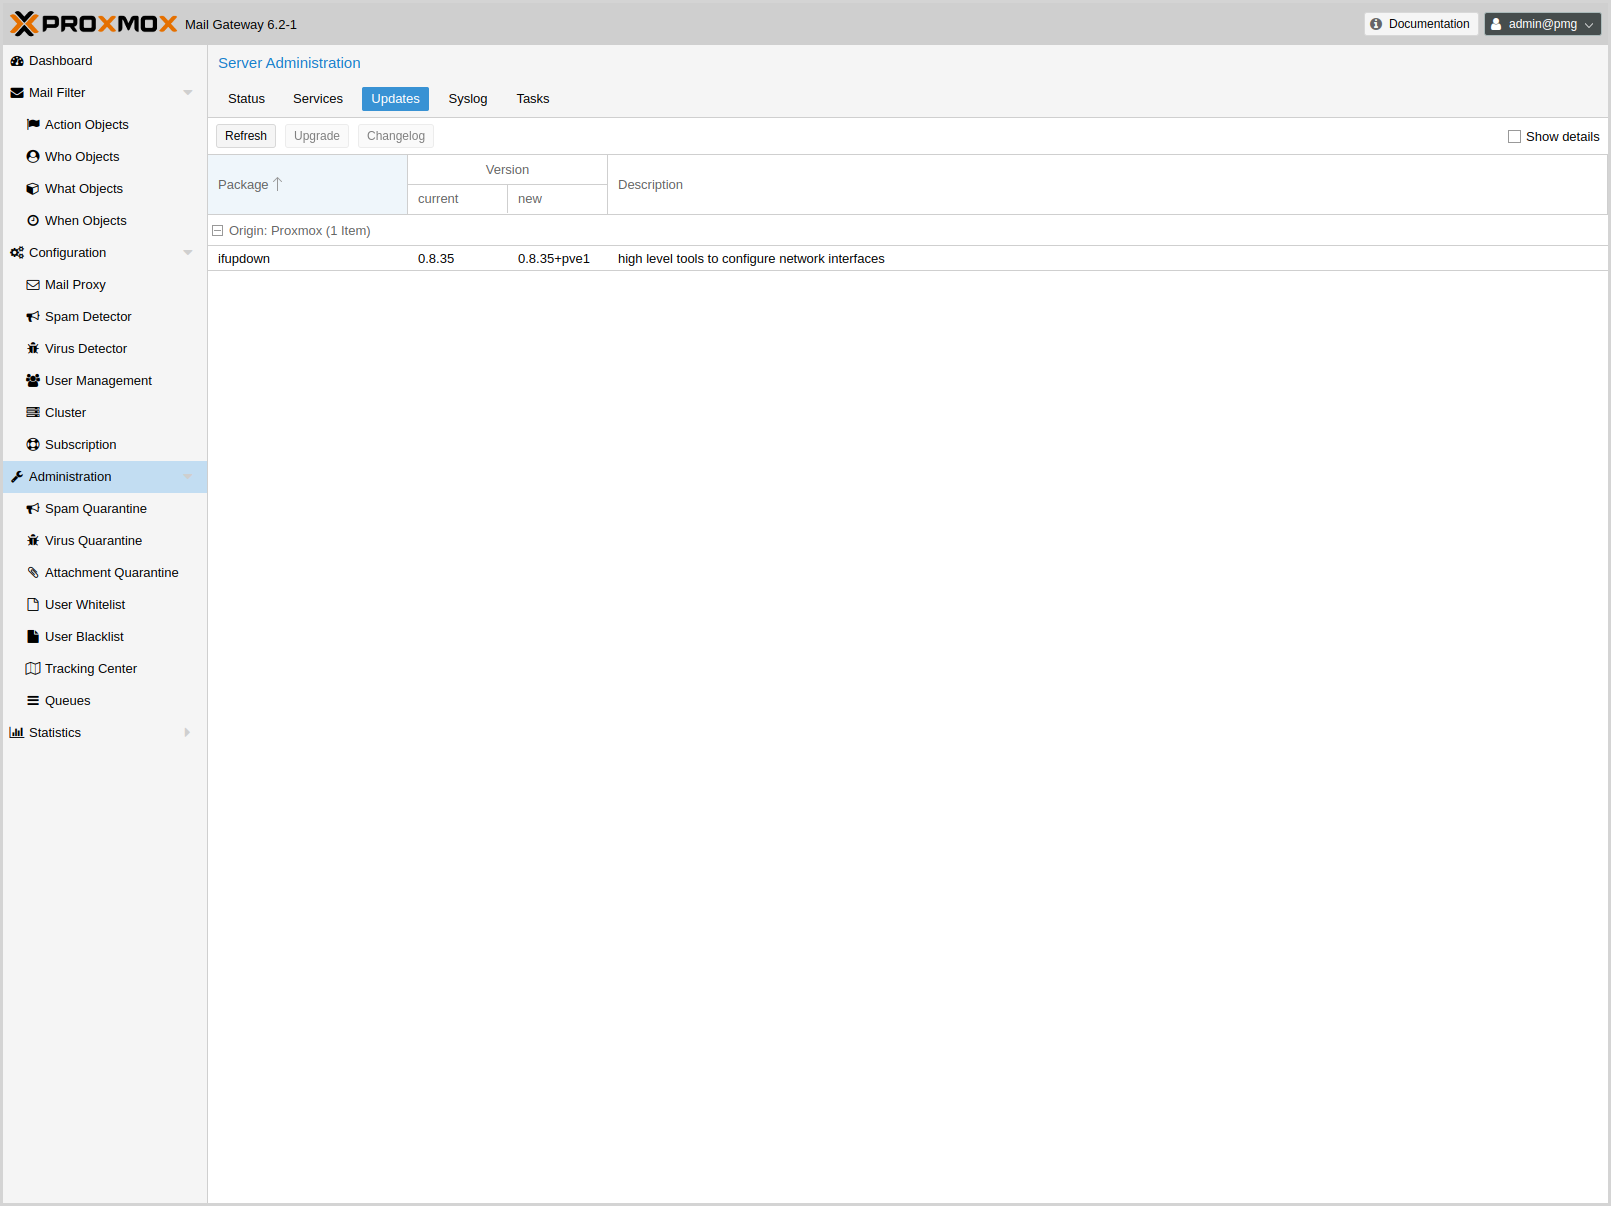 PROXMOX Mail Gateway 6.2-1
Documentation
admin@pmg
Dashboard
Mail Filter
Action Objects
Who Objects
What Objects
When Objects
Configuration
Mail Proxy
Spam Detector
Virus Detector
User Management
Cluster
Subscription
Administration
Spam Quarantine
Virus Quarantine
Attachment Quarantine
User Whitelist
User Blacklist
Tracking Center
Queues
Statistics
Server Administration
Status Services Updates Syslog Tasks
Refresh Upgrade Changelog
Show details
Package
Version
current new
Description
Origin: Proxmox (1 Item)
ifupdown 0.8.35 0.8.35+pve1 high level tools to configure network interfaces